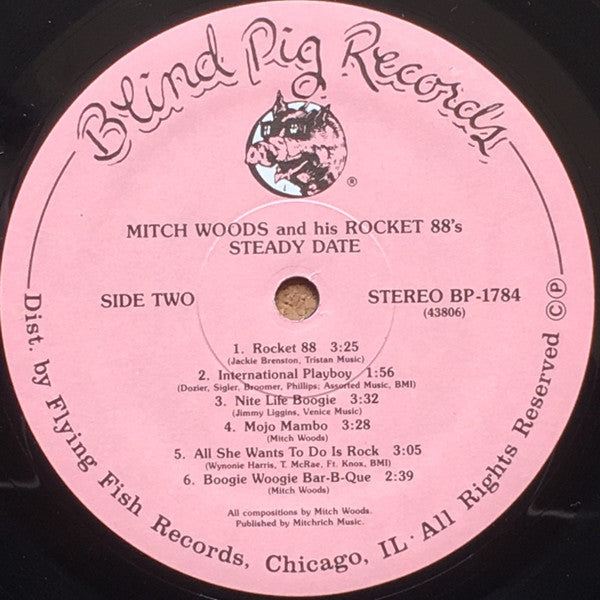 Blind Pig Records
®
MITCH WOODS and his ROCKET 88's
STEADY DATE
SIDE TWO
STEREO BP-1784
(43806)
1. Rocket 88 3:25
(Jackie Brenston, Tristan Music)
2. International Playboy 1:56
(Dozier, Sigler, Broomer, Phillips; Assorted Music, BMI)
3. Nite Life Boogie 3:32
(Jimmy Liggins, Venice Music)
4. Mojo Mambo 3:28
(Mitch Woods)
5. All She Wants To Do Is Rock 3:05
(Wynonie Harris, T. McRae, Ft. Knox, BMI)
6. Boogie Woogie Bar-B-Que 2:39
(Mitch Woods)
All compositions by Mitch Woods.
Published by Mitchrich Music.
Dist. by Flying Fish Records, Chicago, IL · All Rights Reserved © ℗